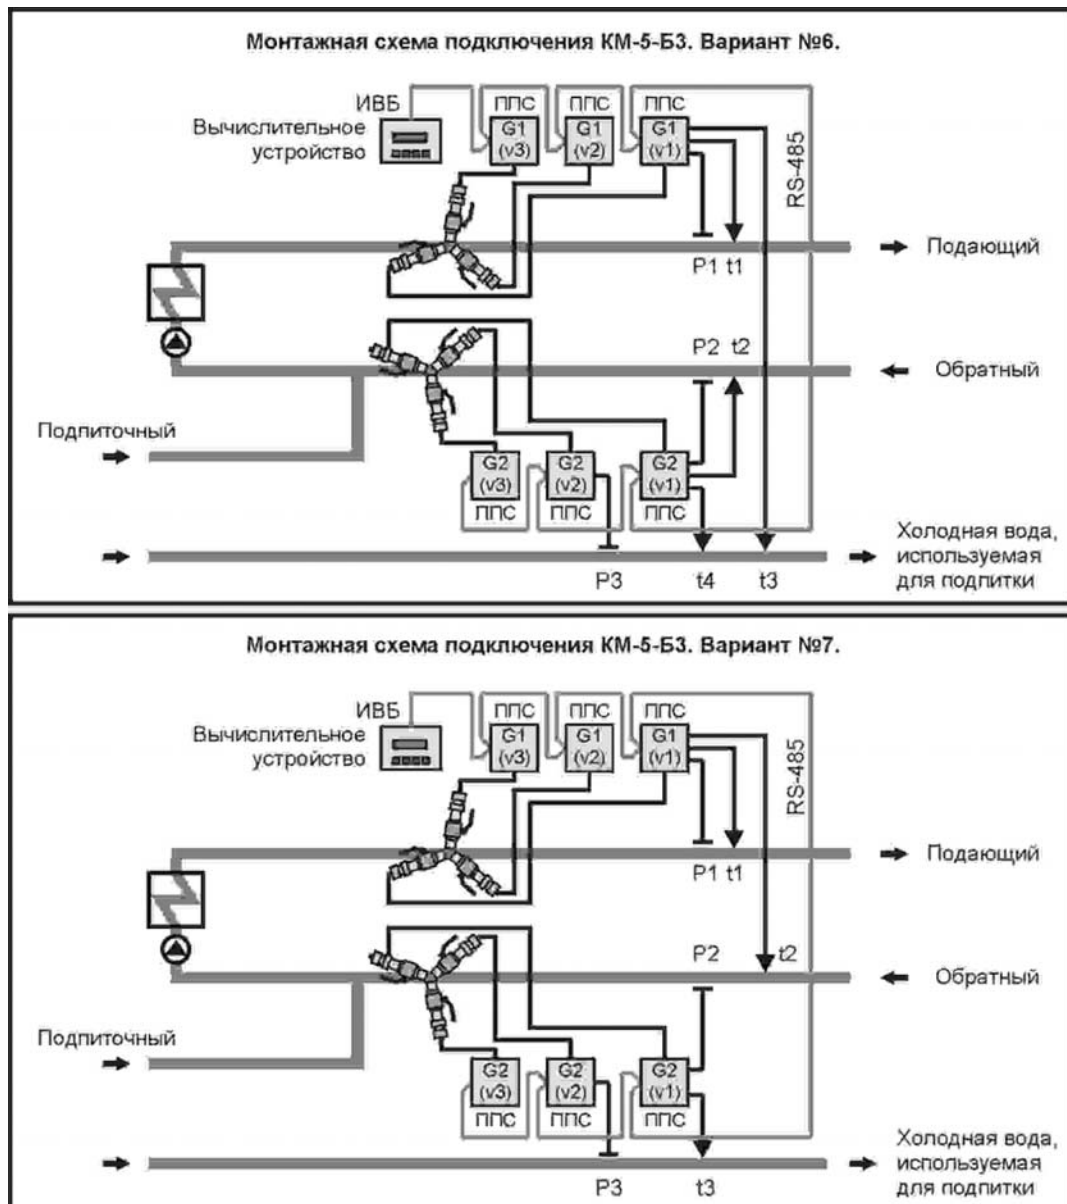 Монтажная схема подключения КМ-5-Б3. Вариант №6.
ИВБ
ППС
ППС
ППС
Вычислительное
устройство
G1
(v3)
G1
(v2)
G1
(v1)
RS-485
P1 t1
Подающий
P2 t2
Обратный
Подпиточный
G2
(v3)
G2
(v2)
G2
(v1)
ППС
ППС
ППС
Холодная вода,
используемая
для подпитки
P3
t4
t3
Монтажная схема подключения КМ-5-Б3. Вариант №7.
ИВБ
ППС
ППС
ППС
Вычислительное
устройство
G1
(v3)
G1
(v2)
G1
(v1)
RS-485
P1 t1
Подающий
P2
t2
Обратный
Подпиточный
G2
(v3)
G2
(v2)
G2
(v1)
ППС
ППС
ППС
Холодная вода,
используемая
для подпитки
P3
t3